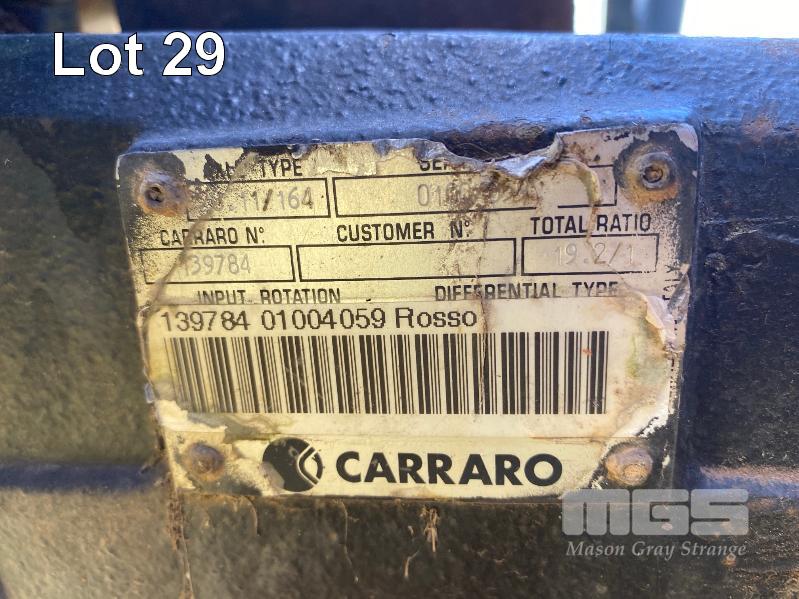 Lot 29
TYPE
11/164
CARRARO N° CUSTOMER N° TOTAL RATIO
139784 19.2/1
INPUT ROTATION DIFFERENTIAL TYPE
139784 01004059 Rosso
CARRARO
MGS
Mason Gray Strange